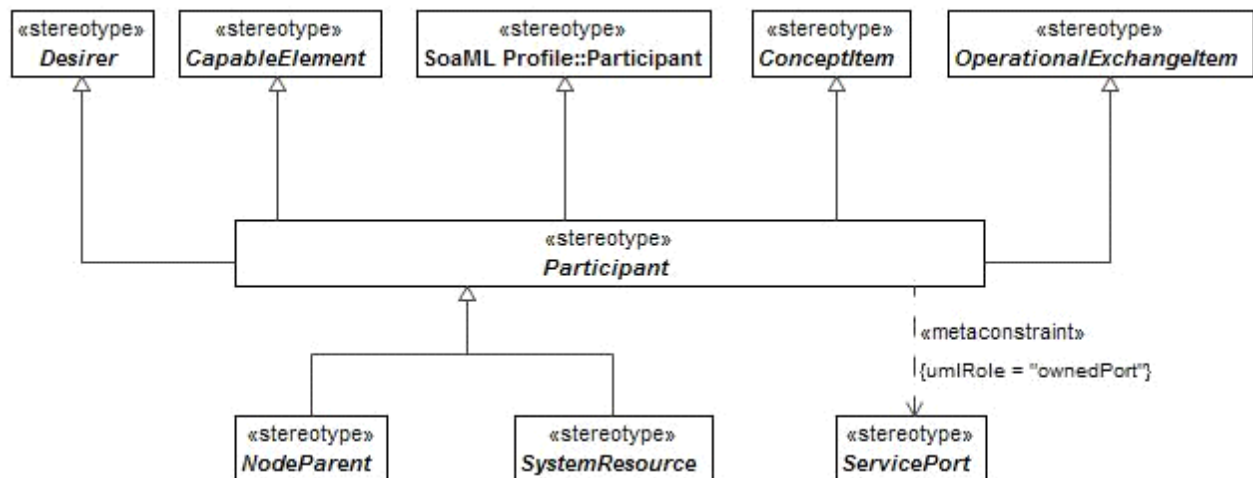 «stereotype» «stereotype» «stereotype» «stereotype» «stereotype»
Desirer CapableElement SoaML Profile::Participant ConceptItem OperationalExchangeItem
«stereotype»
Participant
«metaconstraint»
{umlRole = "ownedPort"}
«stereotype» «stereotype» «stereotype»
NodeParent SystemResource ServicePort